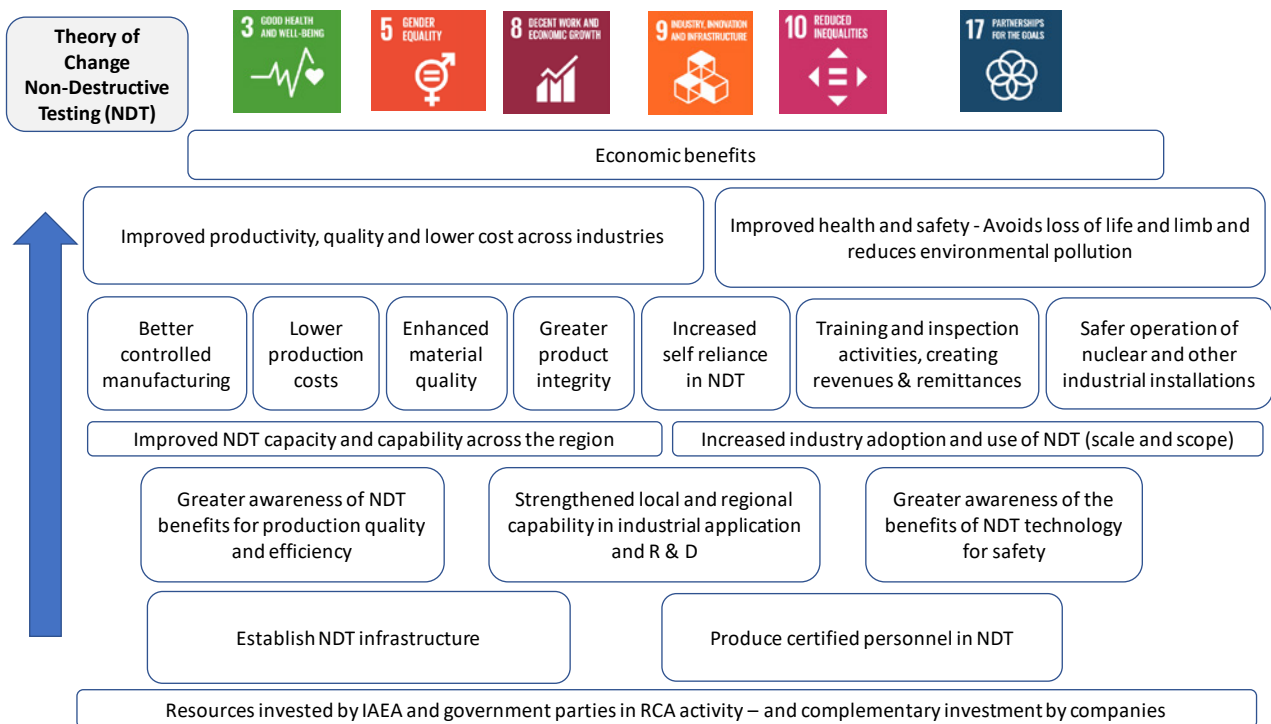 Theory of
Change
Non-Destructive
Testing (NDT)
3 GOOD HEALTH
AND WELL-BEING
5 GENDER
EQUALITY
8 DECENT WORK AND
ECONOMIC GROWTH
9 INDUSTRY, INNOVATION
AND INFRASTRUCTURE
10 REDUCED
INEQUALITIES
17 PARTNERSHIPS
FOR THE GOALS
Economic benefits
Improved productivity, quality and lower cost across industries
Improved health and safety - Avoids loss of life and limb and
reduces environmental pollution
Better
controlled
manufacturing
Lower
production
costs
Enhanced
material
quality
Greater
product
integrity
Increased
self reliance
in NDT
Training and inspection
activities, creating
revenues & remittances
Safer operation of
nuclear and other
industrial installations
Improved NDT capacity and capability across the region
Increased industry adoption and use of NDT (scale and scope)
Greater awareness of NDT
benefits for production quality
and efficiency
Strengthened local and regional
capability in industrial application
and R & D
Greater awareness of the
benefits of NDT technology
for safety
Establish NDT infrastructure
Produce certified personnel in NDT
Resources invested by IAEA and government parties in RCA activity – and complementary investment by companies